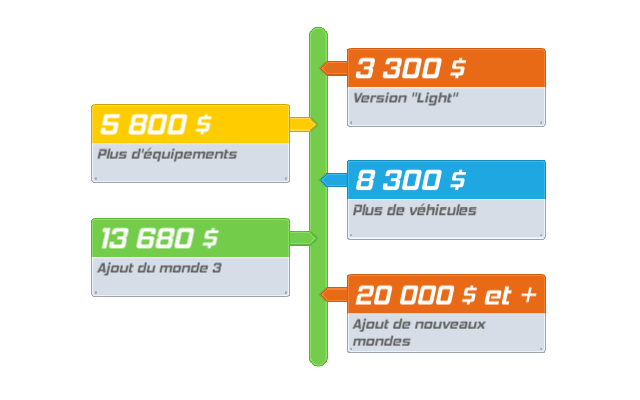 3 300 $
Version "Light"
5 800 $
Plus d'équipements
8 300 $
Plus de véhicules
13 680 $
Ajout du monde 3
20 000 $ et +
Ajout de nouveaux
mondes